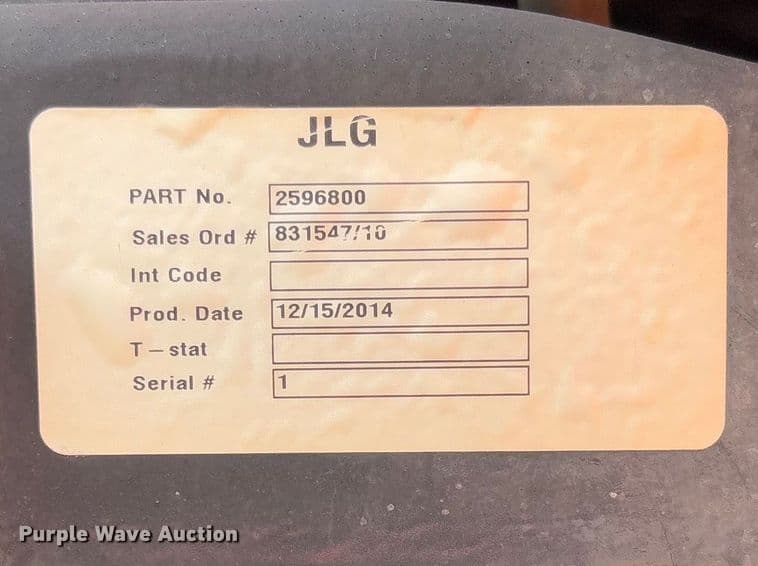 JLG
PART No. 2596800
Sales Ord # 831547/10
Int Code
Prod. Date 12/15/2014
T-stat
Serial # 1
Purple Wave Auction